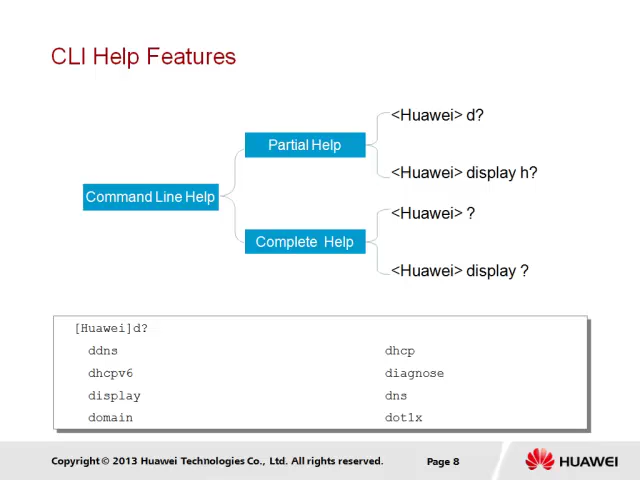 CLI Help Features
<Huawei> d?
Partial Help
<Huawei> display h?
Command Line Help
<Huawei> ?
Complete Help
<Huawei> display ?
[Huawei]d?
ddns dhcp
dhcpv6 diagnose
display dns
domain dot1x
Copyright © 2013 Huawei Technologies Co., Ltd. All rights reserved. Page 8 HUAWEI